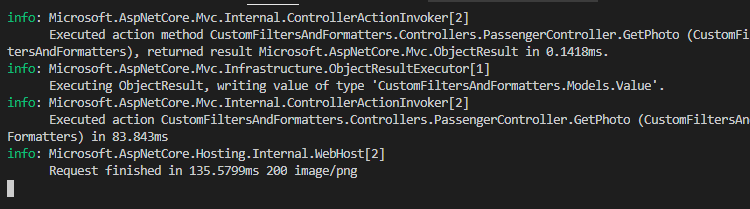 info: Microsoft.AspNetCore.Mvc.Internal.ControllerActionInvoker[2]
Executed action method CustomFiltersAndFormatters.Controllers.PassengerController.GetPhoto (CustomFi
tersAndFormatters), returned result Microsoft.AspNetCore.Mvc.ObjectResult in 0.1418ms.
info: Microsoft.AspNetCore.Mvc.Infrastructure.ObjectResultExecutor[1]
Executing ObjectResult, writing value of type 'CustomFiltersAndFormatters.Models.Value'.
info: Microsoft.AspNetCore.Mvc.Internal.ControllerActionInvoker[2]
Executed action CustomFiltersAndFormatters.Controllers.PassengerController.GetPhoto (CustomFiltersAn
Formatters) in 83.843ms
info: Microsoft.AspNetCore.Hosting.Internal.WebHost[2]
Request finished in 135.5799ms 200 image/png